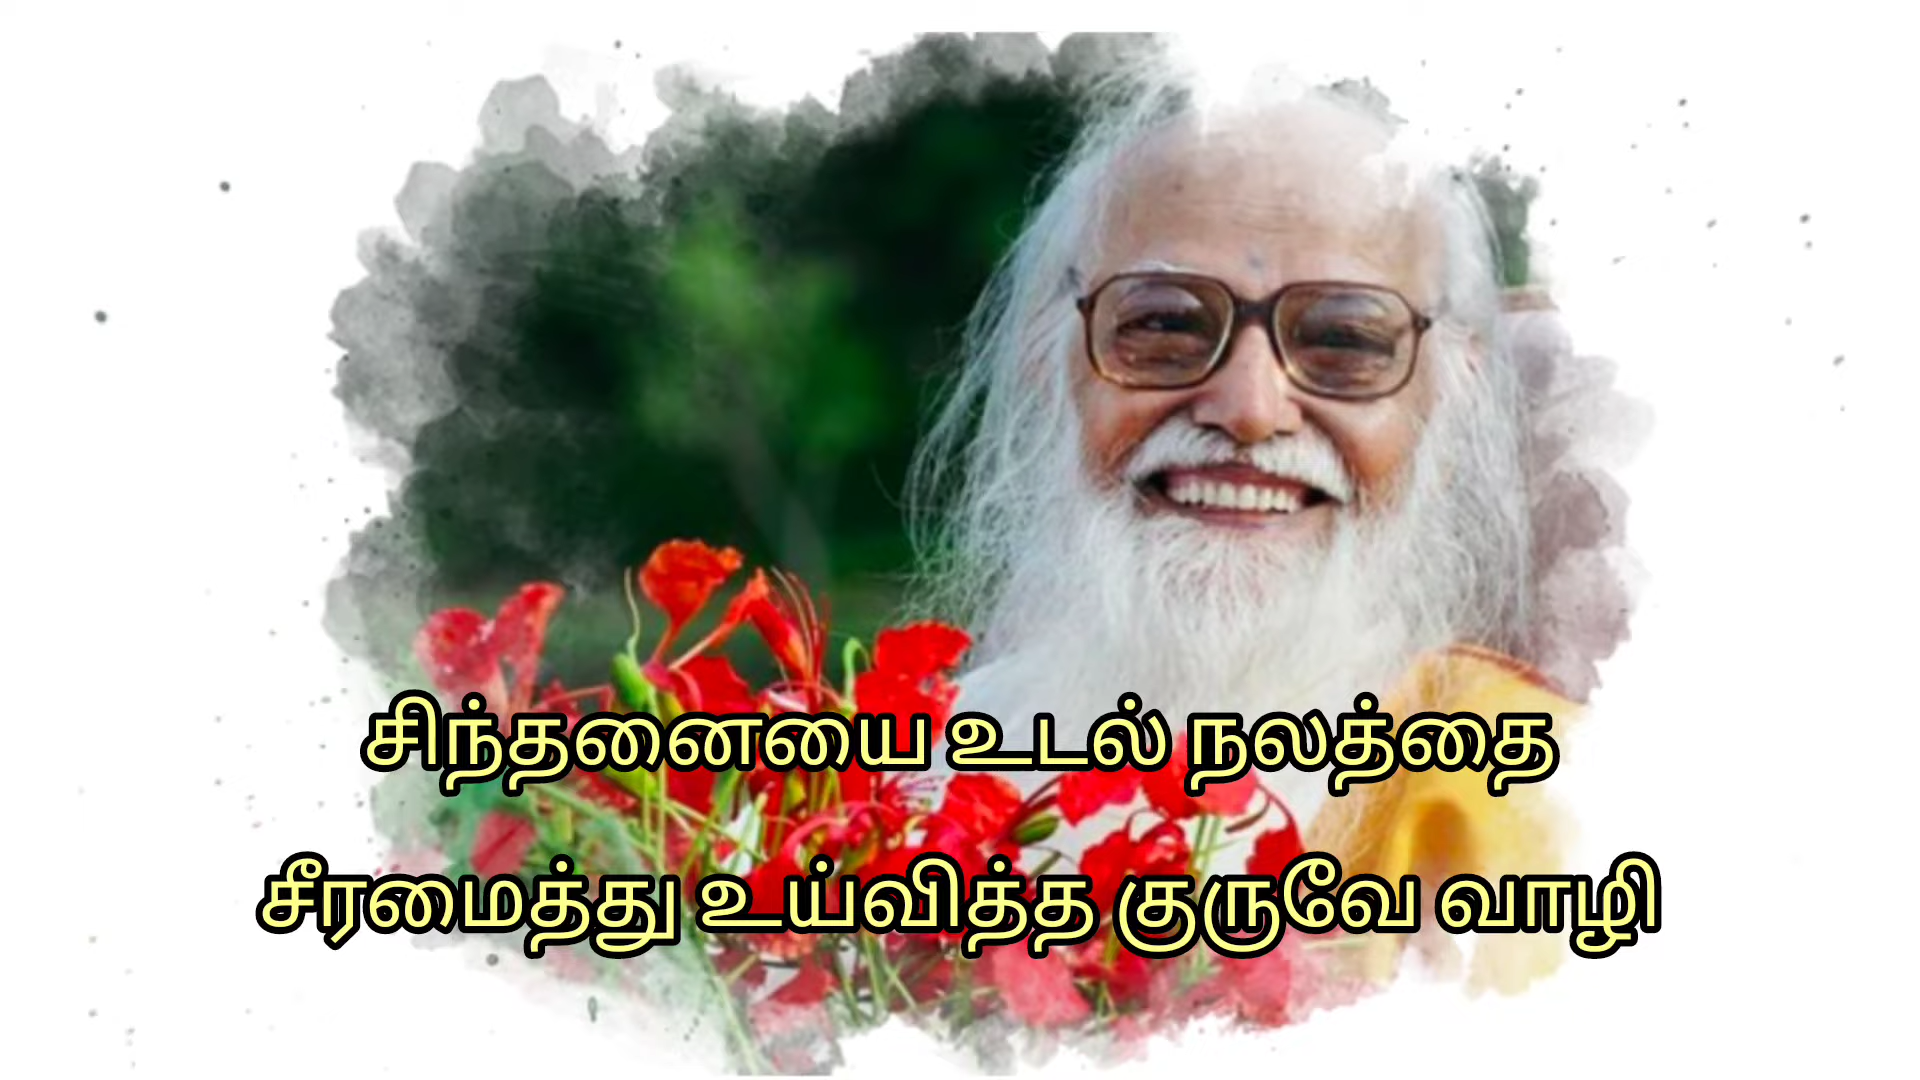 சிந்தனையை உடல் நலத்தை
சீரமைத்து உய்வித்த குருவே வாழி